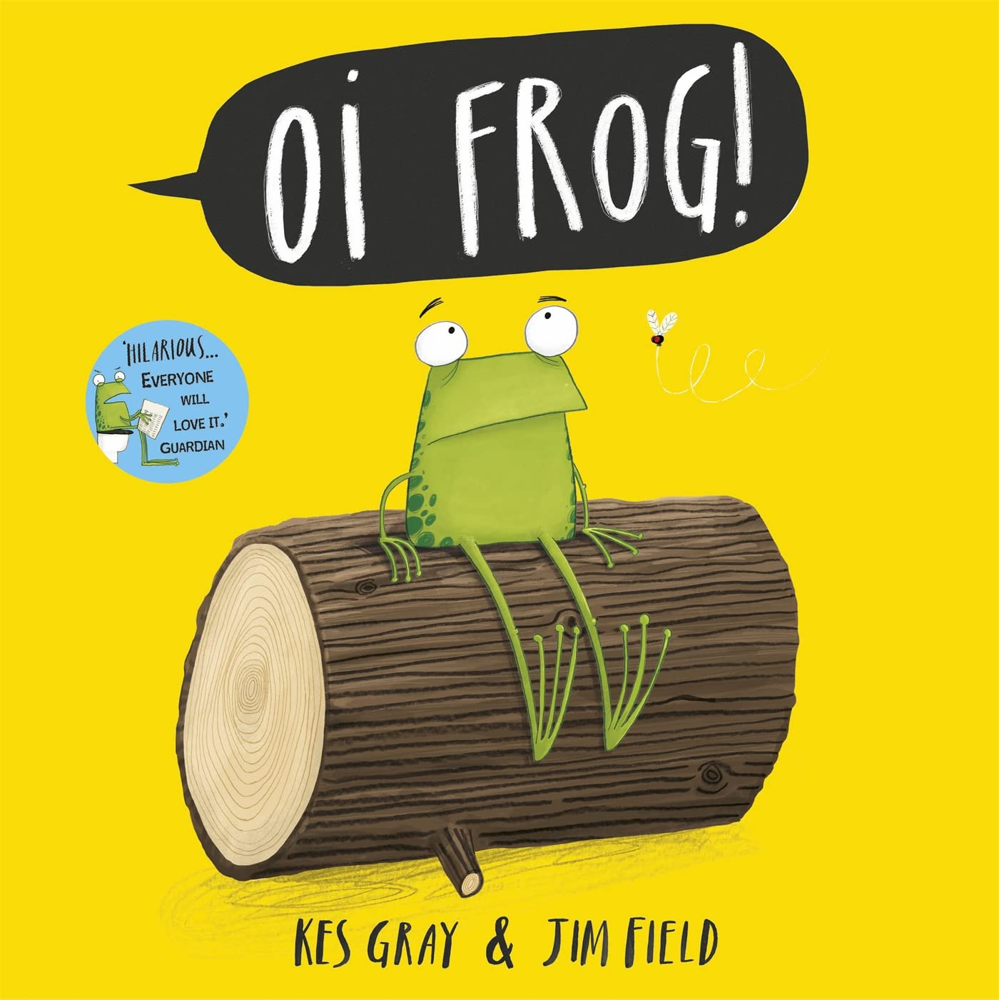 Oi FROG!
'HILARIOUS...
EVERYONE
WILL
LOVE IT.'
GUARDIAN
KES GRAY & JIM FIELD